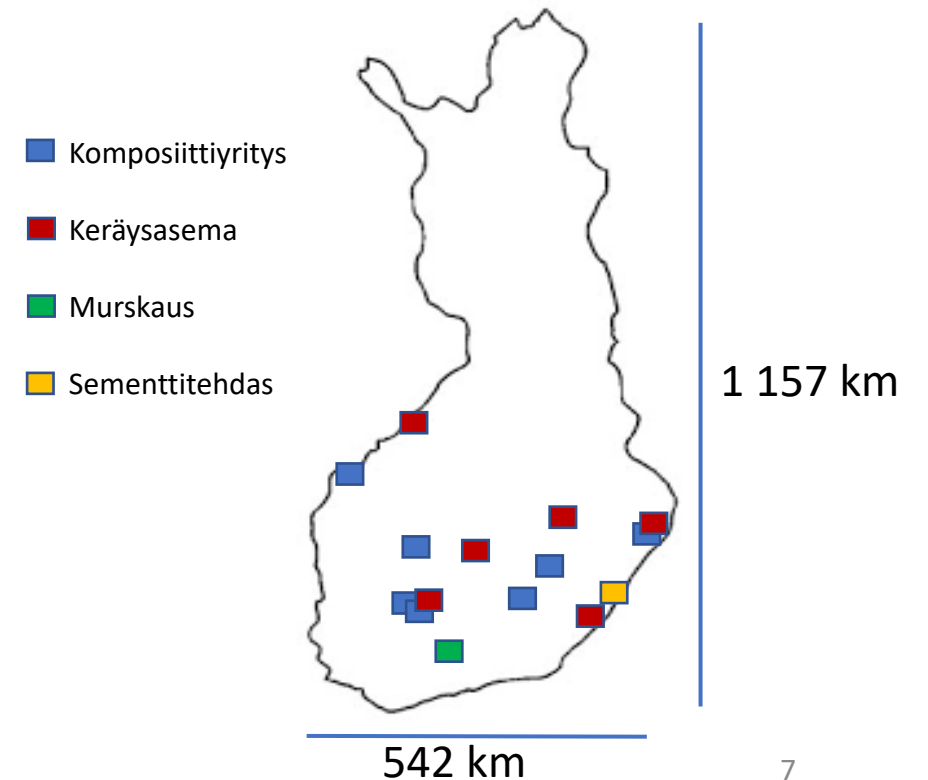 Komposiittiyritys
Keräysasema
Murskaus
Sementtitehdas
1 157 km
542 km
7